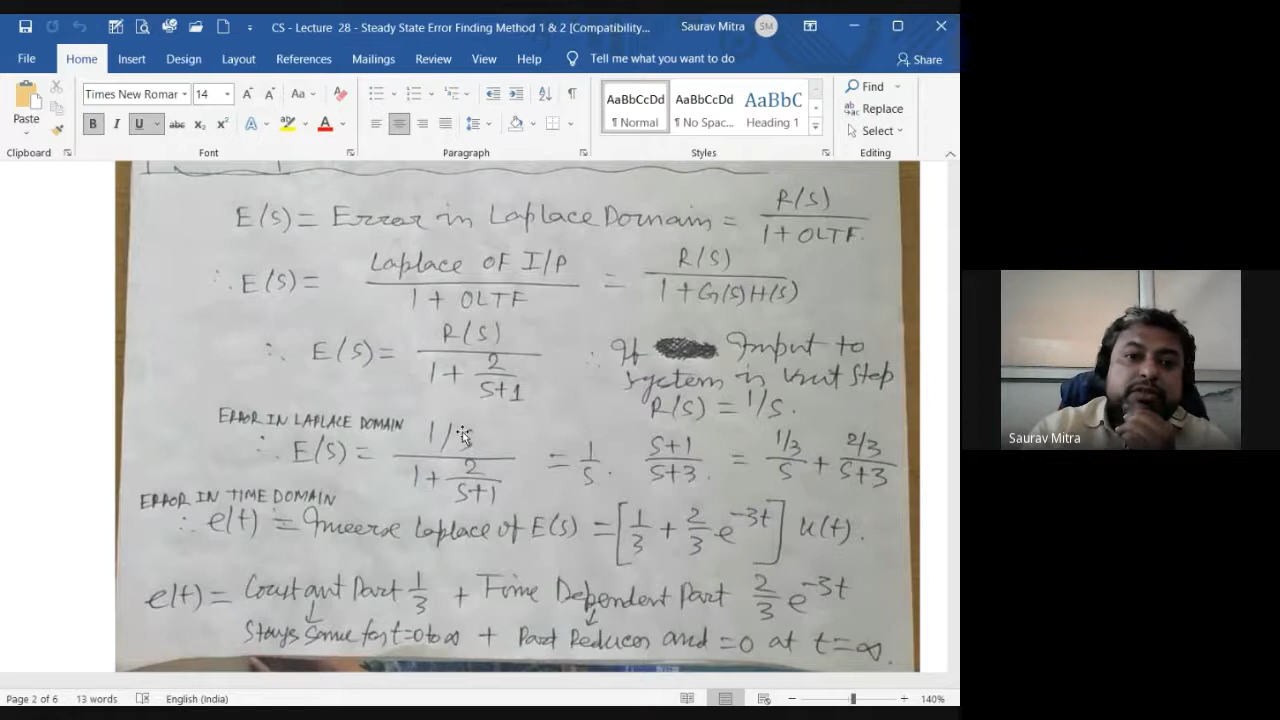 CS - Lecture 28 - Steady State Error Finding Method 1 & 2 [Compatibility...
Saurav Mitra SM
File Home Insert Design Layout References Mailings Review View Help Tell me what you want to do Share
Paste
Times New Romar 14 Aa
B I U abc x₂ x² A A
AaBbCcDd AaBbCcDd AaBbC
¶ Normal ¶ No Spac... Heading 1
Find
Replace
Select
Clipboard Font Paragraph Styles Editing
E(S) = Error in Laplace Domain = R(S) / 1 + OLTF.
∴ E(S) = Laplace OF I/P / 1 + OLTF = R(S) / 1 + G(S)H(S)
∴ E(S) = R(S) / 1 + 2/S+1 ∴ If Input to
system is Unit Step
R(S) = 1/S.
ERROR IN LAPLACE DOMAIN
∴ E(S) = 1/S / 1 + 2/S+1 = 1/S. S+1/S+3. = 1/3/S + 2/3/S+3
ERROR IN TIME DOMAIN
∴ e(t) = Inverse Laplace of E(S) = [1/3 + 2/3 e^-3t] u(t).
e(t) = Constant Part 1/3 + Time Dependent Part 2/3 e^-3t
Stays Same for t=0 to ∞ + Part Reduces and =0 at t=∞.
Saurav Mitra
Page 2 of 6 13 words English (India) 140%